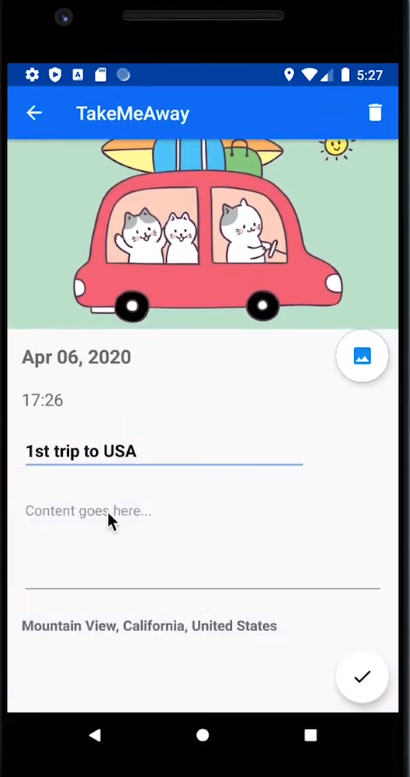 5:27
TakeMeAway
Apr 06, 2020
17:26
1st trip to USA
Content goes here...
Mountain View, California, United States